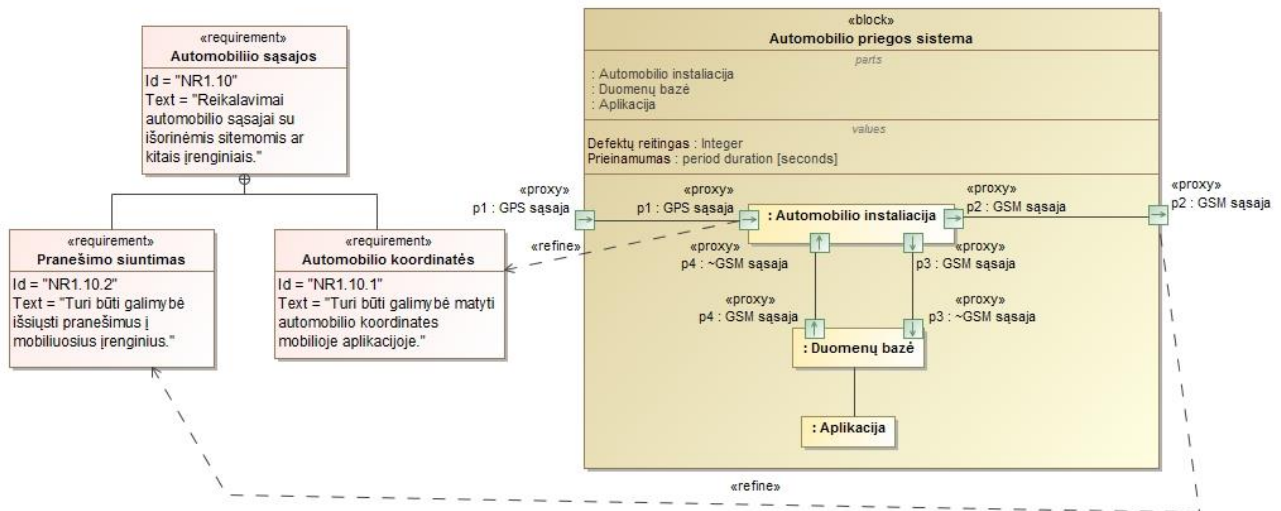 «requirement»
Automobiliio sąsajos
Id = "NR1.10"
Text = "Reikalavimai
automobilio sąsajai su
išorinėmis sitemomis ar
kitais įrenginiais."
«requirement»
Pranešimo siuntimas
Id = "NR1.10.2"
Text = "Turi būti galimybė
išsiųsti pranešimus į
mobiliuosius įrenginius."
«requirement»
Automobilio koordinatės
Id = "NR1.10.1"
Text = "Turi būti galimybė matyti
automobilio koordinates
mobilioje aplikacijoje."
«block»
Automobilio priegos sistema
parts
: Automobilio instaliacija
: Duomenų bazė
: Aplikacija
values
Defektų reitingas : Integer
Prieinamumas : period duration [seconds]
«proxy»
p1 : GPS sąsaja
«proxy»
p1 : GPS sąsaja
: Automobilio instaliacija
«proxy»
p2 : GSM sąsaja
«proxy»
p2 : GSM sąsaja
«refine»
«proxy»
p4 : ~GSM sąsaja
«proxy»
p3 : GSM sąsaja
«proxy»
p4 : GSM sąsaja
«proxy»
p3 : ~GSM sąsaja
: Duomenų bazė
: Aplikacija
«refine»